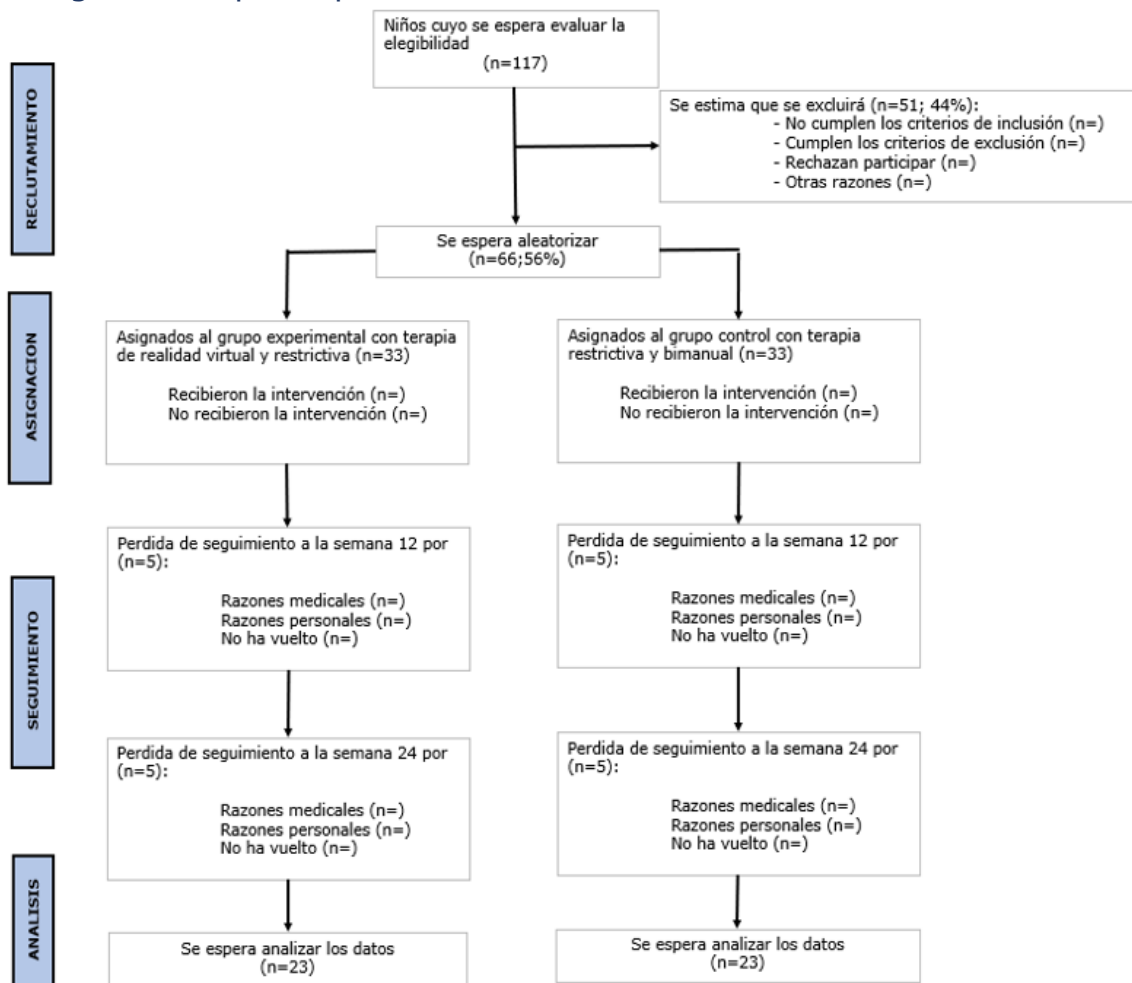 Niños cuyo se espera evaluar la
elegibilidad
(n=117)
RECLUTAMIENTO
Se estima que se excluirá (n=51; 44%):
- No cumplen los criterios de inclusión (n=)
- Cumplen los criterios de exclusión (n=)
- Rechazan participar (n=)
- Otras razones (n=)
Se espera aleatorizar
(n=66;56%)
ASIGNACION
Asignados al grupo experimental con terapia
de realidad virtual y restrictiva (n=33)
Recibieron la intervención (n=)
No recibieron la intervención (n=)
Asignados al grupo control con terapia
restrictiva y bimanual (n=33)
Recibieron la intervención (n=)
No recibieron la intervención (n=)
SEGUIMIENTO
Perdida de seguimiento a la semana 12 por
(n=5):
Razones medicales (n=)
Razones personales (n=)
No ha vuelto (n=)
Perdida de seguimiento a la semana 12 por
(n=5):
Razones medicales (n=)
Razones personales (n=)
No ha vuelto (n=)
Perdida de seguimiento a la semana 24 por
(n=5):
Razones medicales (n=)
Razones personales (n=)
No ha vuelto (n=)
Perdida de seguimiento a la semana 24 por
(n=5):
Razones medicales (n=)
Razones personales (n=)
No ha vuelto (n=)
ANALISIS
Se espera analizar los datos
(n=23)
Se espera analizar los datos
(n=23)